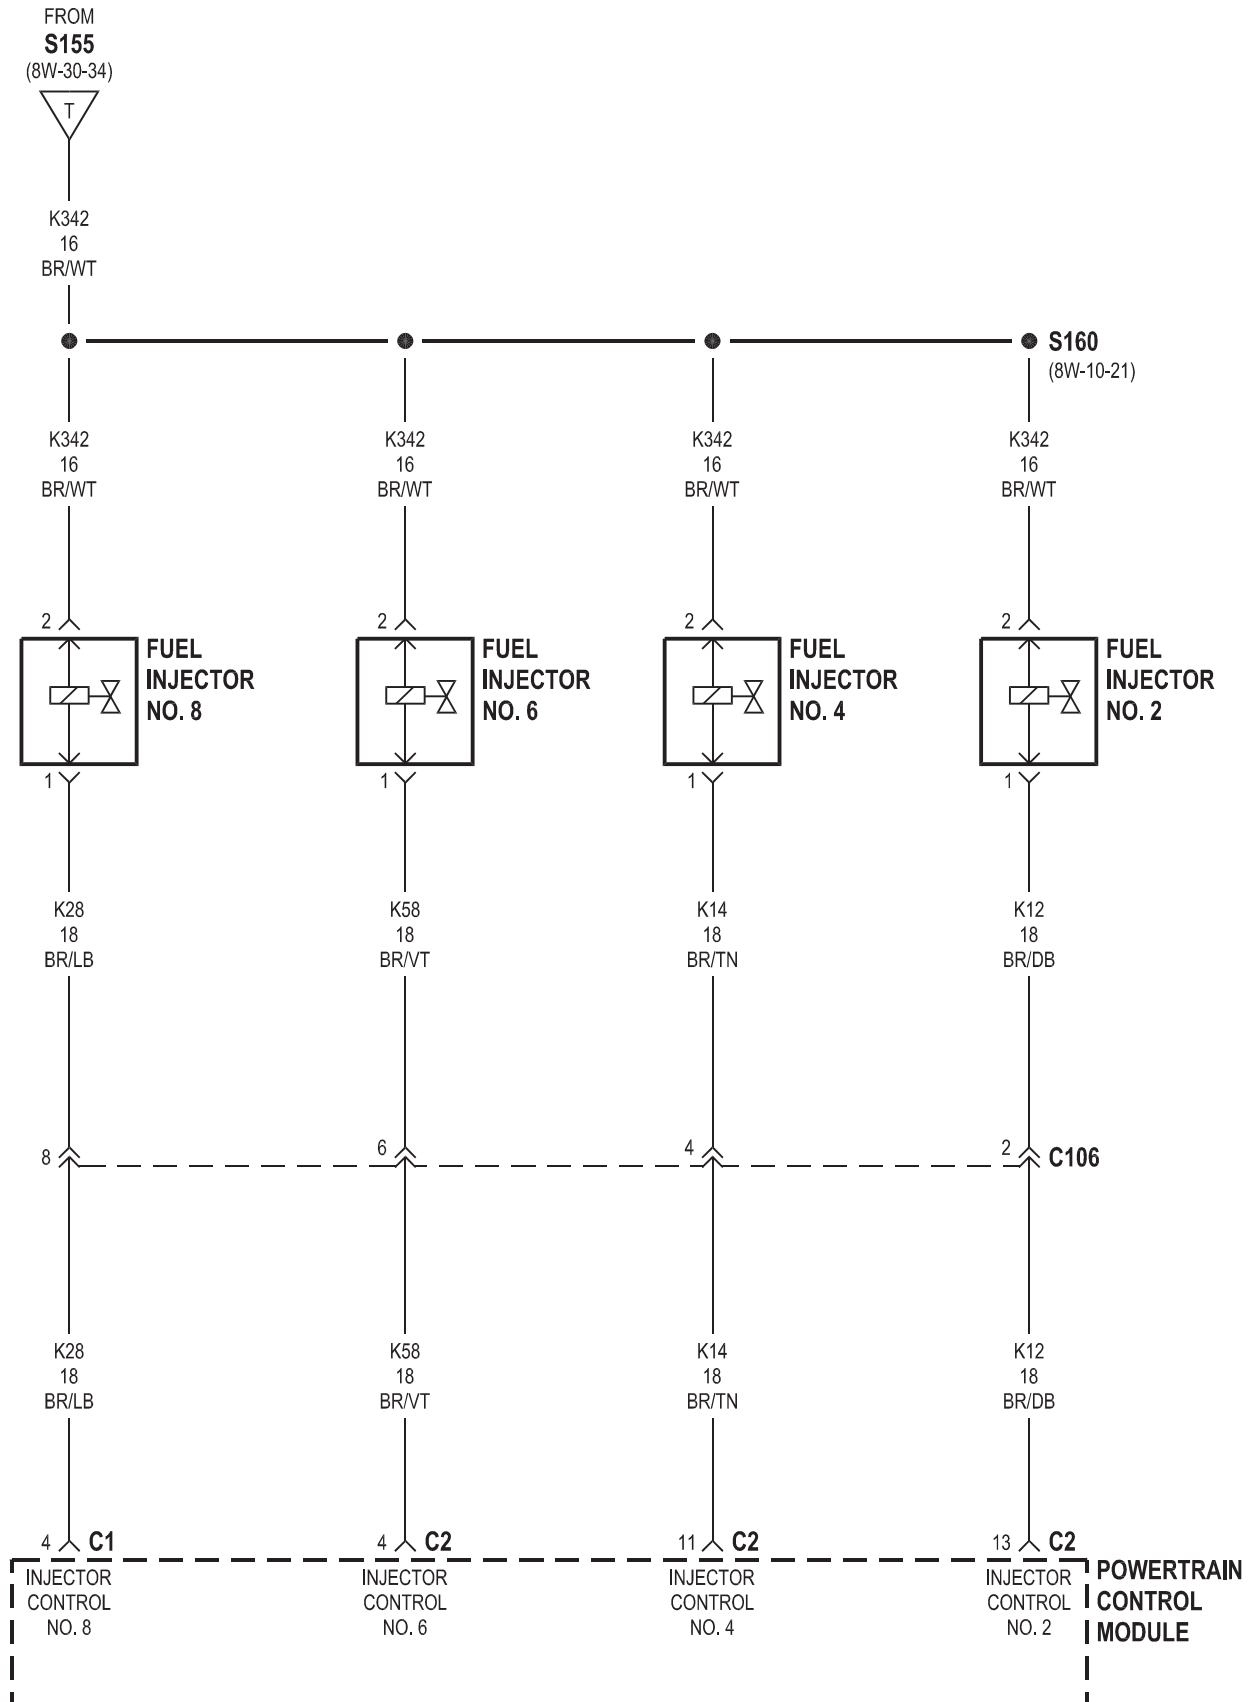 FROM
S155
(8W-30-34)
T
K342
16
BR/WT
S160
(8W-10-21)
K342
16
BR/WT
K342
16
BR/WT
K342
16
BR/WT
K342
16
BR/WT
2
FUEL
INJECTOR
NO. 8
1
2
FUEL
INJECTOR
NO. 6
1
2
FUEL
INJECTOR
NO. 4
1
2
FUEL
INJECTOR
NO. 2
1
K28
18
BR/LB
K58
18
BR/VT
K14
18
BR/TN
K12
18
BR/DB
8
6
4
2
C106
K28
18
BR/LB
K58
18
BR/VT
K14
18
BR/TN
K12
18
BR/DB
4 C1
4 C2
11 C2
13 C2
INJECTOR
CONTROL
NO. 8
INJECTOR
CONTROL
NO. 6
INJECTOR
CONTROL
NO. 4
INJECTOR
CONTROL
NO. 2
POWERTRAIN
CONTROL
MODULE